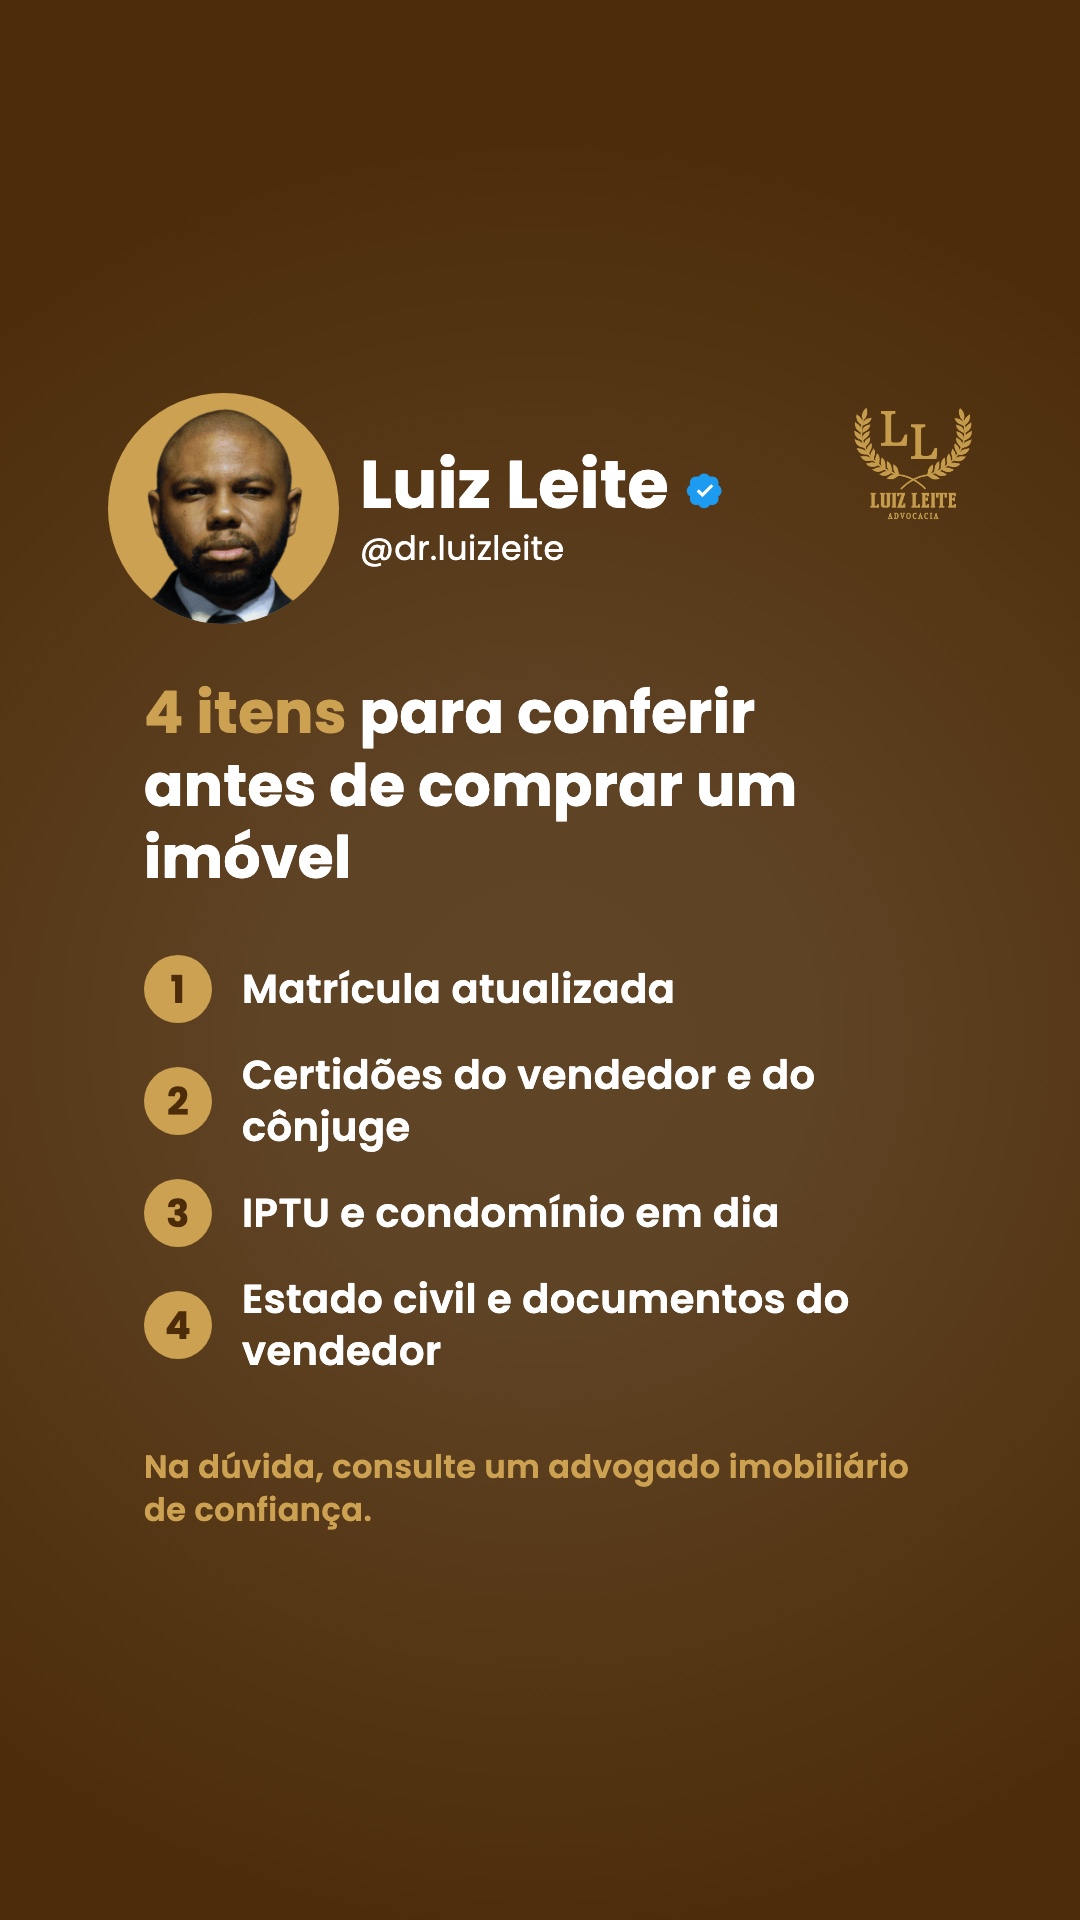 Luiz Leite
@dr.luizleite
LL
LUIZ LEITE
ADVOCACIA
4 itens para conferir
antes de comprar um
imóvel
1 Matrícula atualizada
2 Certidões do vendedor e do
cônjuge
3 IPTU e condomínio em dia
4 Estado civil e documentos do
vendedor
Na dúvida, consulte um advogado imobiliário
de confiança.